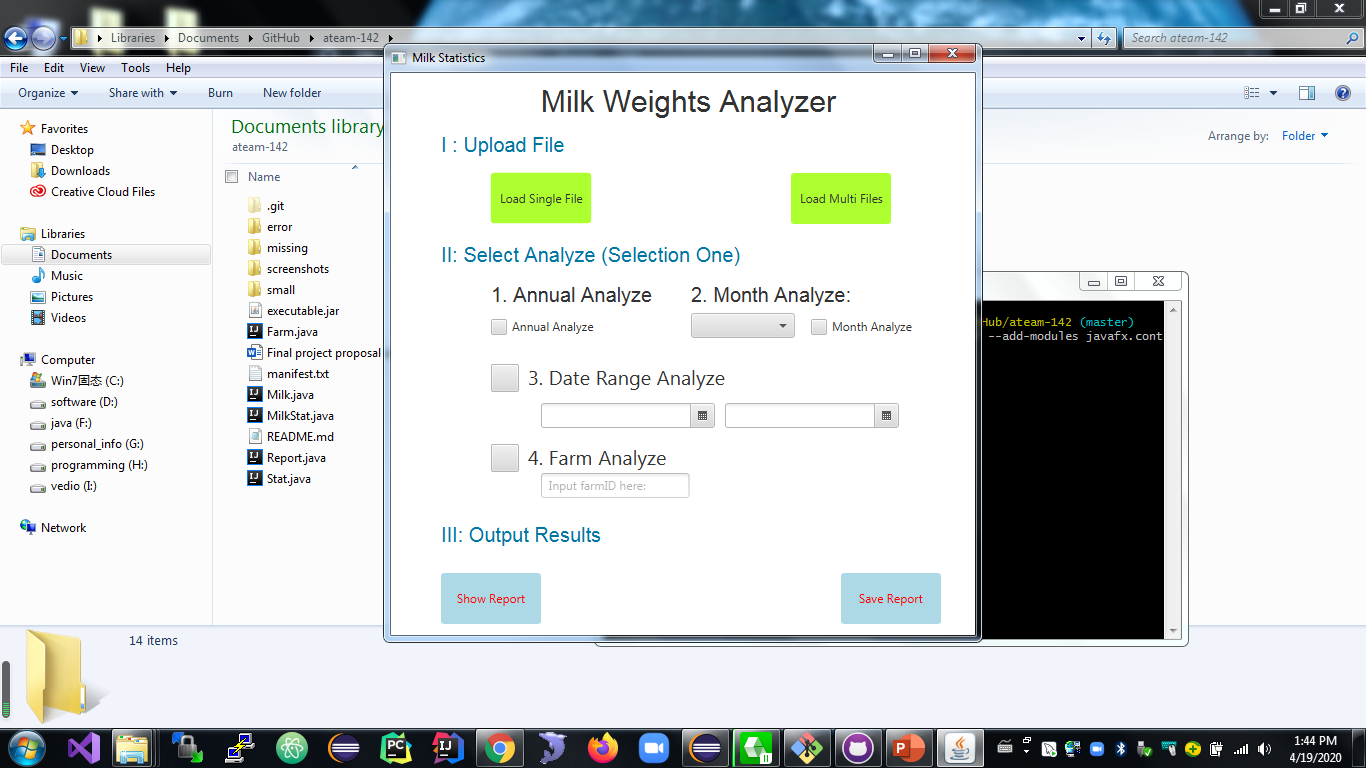 Libraries Documents GitHub ateam-142
Search ateam-142
File Edit View Tools Help
Organize Share with Burn New folder
Favorites
Desktop
Downloads
Creative Cloud Files
Libraries
Documents
Music
Pictures
Videos
Computer
Win7固态 (C:)
software (D:)
java (F:)
personal_info (G:)
programming (H:)
vedio (I:)
Network
Documents library
ateam-142
Arrange by: Folder
Name
.git
error
missing
screenshots
small
executable.jar
Farm.java
Final project proposal
manifest.txt
Milk.java
MilkStat.java
README.md
Report.java
Stat.java
14 items
Milk Statistics
Milk Weights Analyzer
I : Upload File
Load Single File
Load Multi Files
II: Select Analyze (Selection One)
1. Annual Analyze
2. Month Analyze:
Annual Analyze
Month Analyze
3. Date Range Analyze
4. Farm Analyze
Input farmID here:
III: Output Results
Show Report
Save Report
Hub/ateam-142 (master)
--add-modules javafx.cont
PC
IJ
P
1:44 PM
4/19/2020